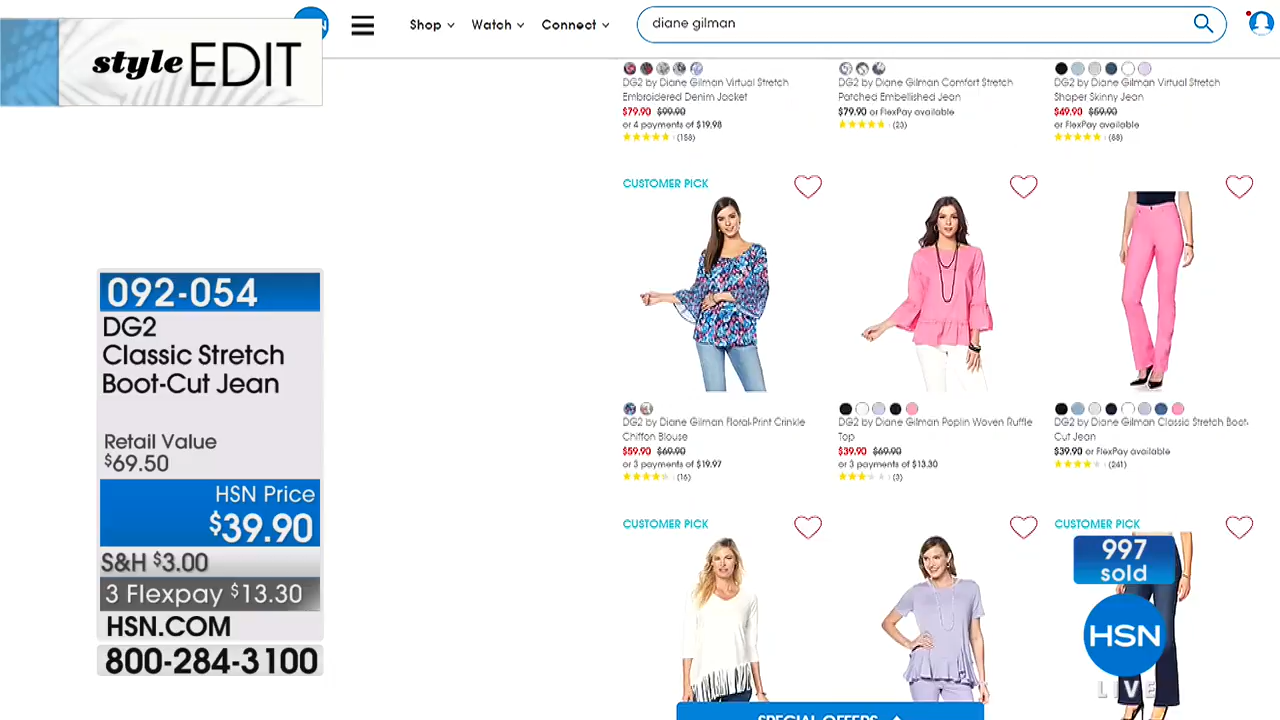 style EDIT
Shop
Watch
Connect
diane gilman
DG2 by Diane Gilman Virtual Stretch
Embroidered Denim Jacket
$79.90 $99.90
or 4 payments of $19.98
(158)
DG2 by Diane Gilman Comfort Stretch
Patched Embellished Jean
$79.90 or FlexPay available
(23)
DG2 by Diane Gilman Virtual Stretch
Shaper Skinny Jean
$49.90 $59.90
or FlexPay available
(88)
CUSTOMER PICK
DG2 by Diane Gilman Floral-Print Crinkle
Chiffon Blouse
$59.90 $69.90
or 3 payments of $19.97
(16)
DG2 by Diane Gilman Poplin Woven Ruffle
Top
$39.90 $69.90
or 3 payments of $13.30
(3)
DG2 by Diane Gilman Classic Stretch Boot-
Cut Jean
$39.90 or FlexPay available
(241)
092-054
DG2
Classic Stretch
Boot-Cut Jean
Retail Value
$69.50
HSN Price
$39.90
S&H $3.00
3 Flexpay $13.30
HSN.COM
800-284-3100
CUSTOMER PICK
CUSTOMER PICK
997
sold
HSN
LIVE
SPECIAL OFFERS